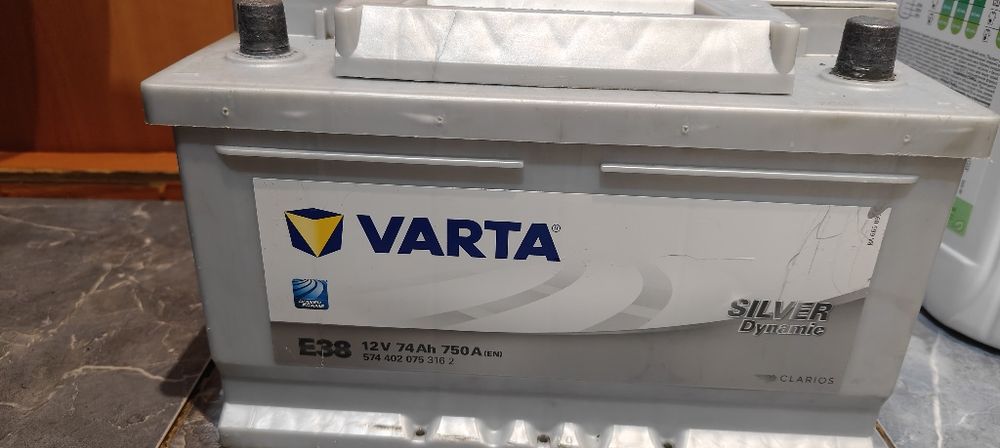 VARTA®
SILVER
Dynamic
E38 12V 74Ah 750A (EN)
574 402 075 316 2
CLARIOS